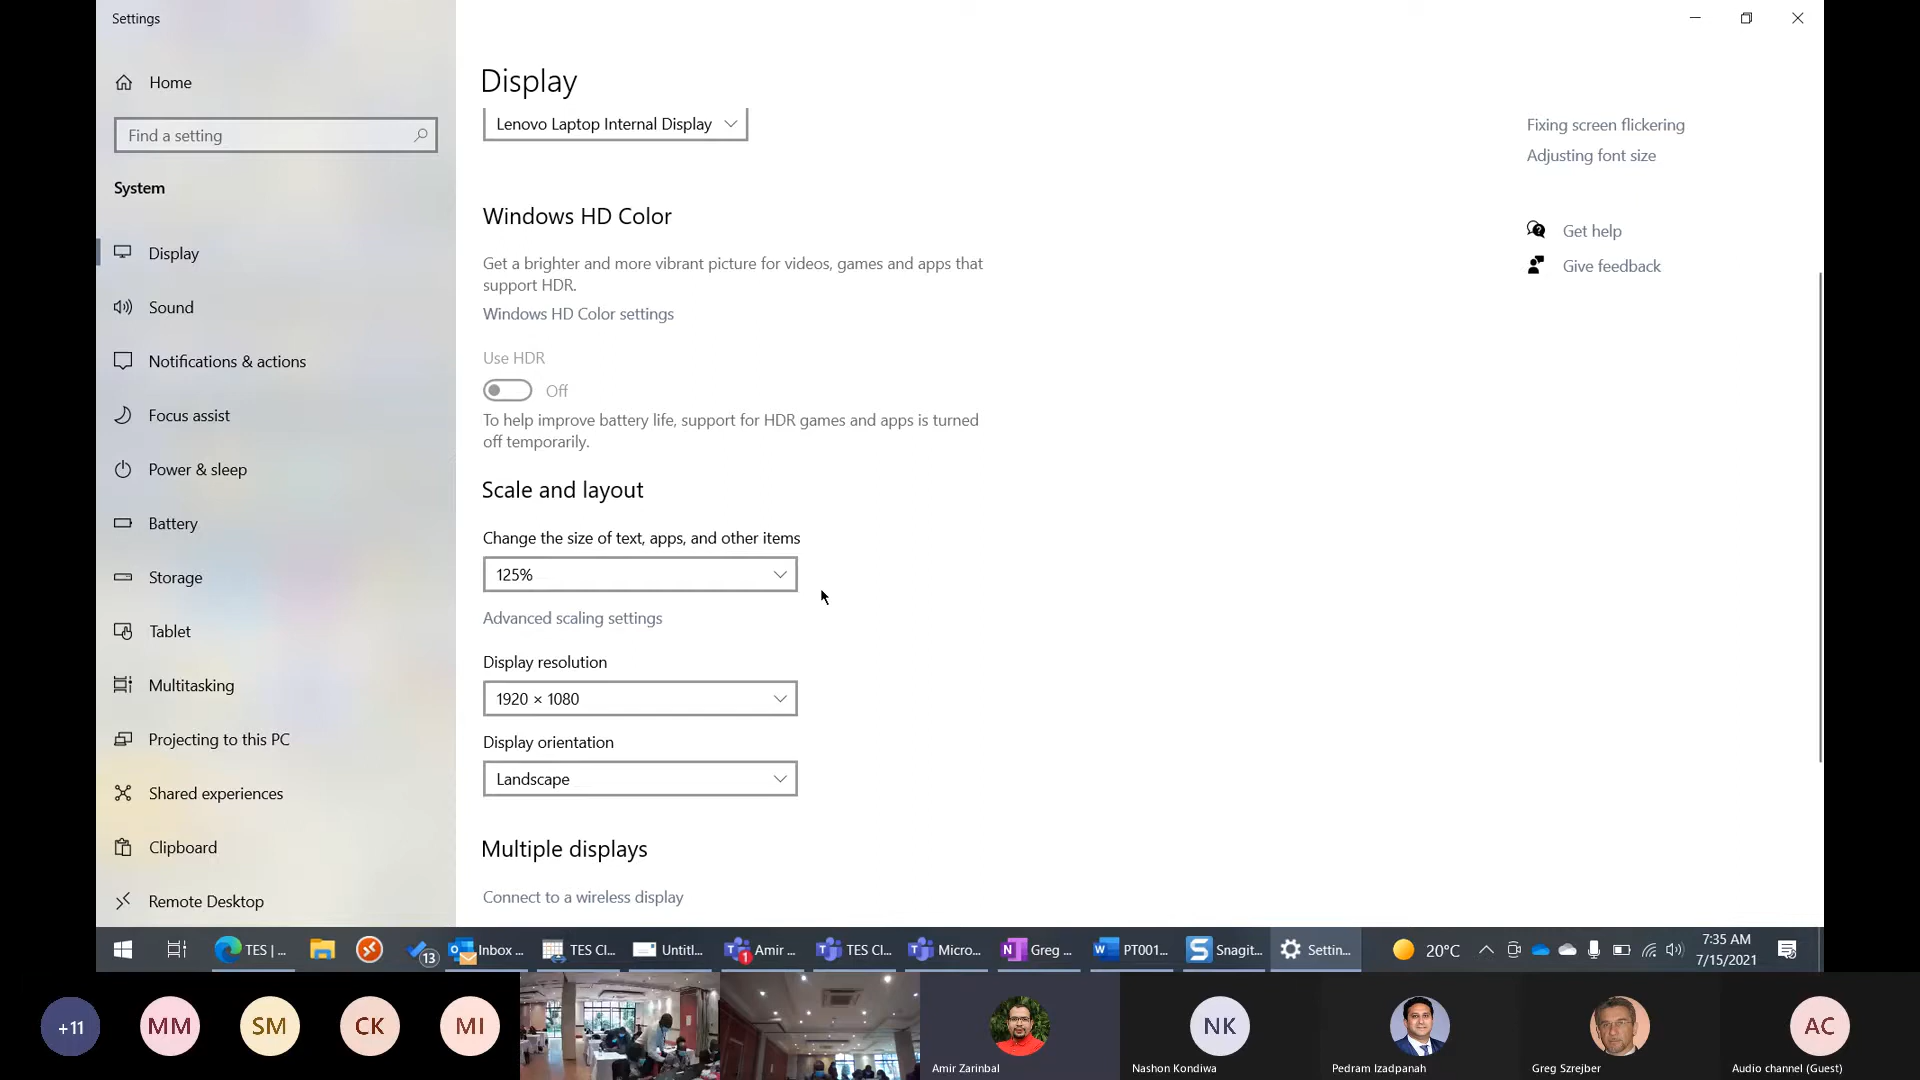 Settings
Home
Find a setting
System
Display
Sound
Notifications & actions
Focus assist
Power & sleep
Battery
Storage
Tablet
Multitasking
Projecting to this PC
Shared experiences
Clipboard
Remote Desktop
Display
Lenovo Laptop Internal Display
Windows HD Color
Get a brighter and more vibrant picture for videos, games and apps that
support HDR.
Windows HD Color settings
Use HDR
Off
To help improve battery life, support for HDR games and apps is turned
off temporarily.
Scale and layout
Change the size of text, apps, and other items
125%
Advanced scaling settings
Display resolution
1920 × 1080
Display orientation
Landscape
Multiple displays
Connect to a wireless display
Fixing screen flickering
Adjusting font size
Get help
Give feedback
TES | ...
13
Inbox ...
TES Cl...
Untitl...
1
Amir ...
TES Cl...
Micro...
Greg ...
PT001...
Snagit...
Settin...
20°C
7:35 AM
7/15/2021
+11
MM
SM
CK
MI
Amir Zarinbal
NK
Nashon Kondiwa
Pedram Izadpanah
Greg Szrejber
AC
Audio channel (Guest)